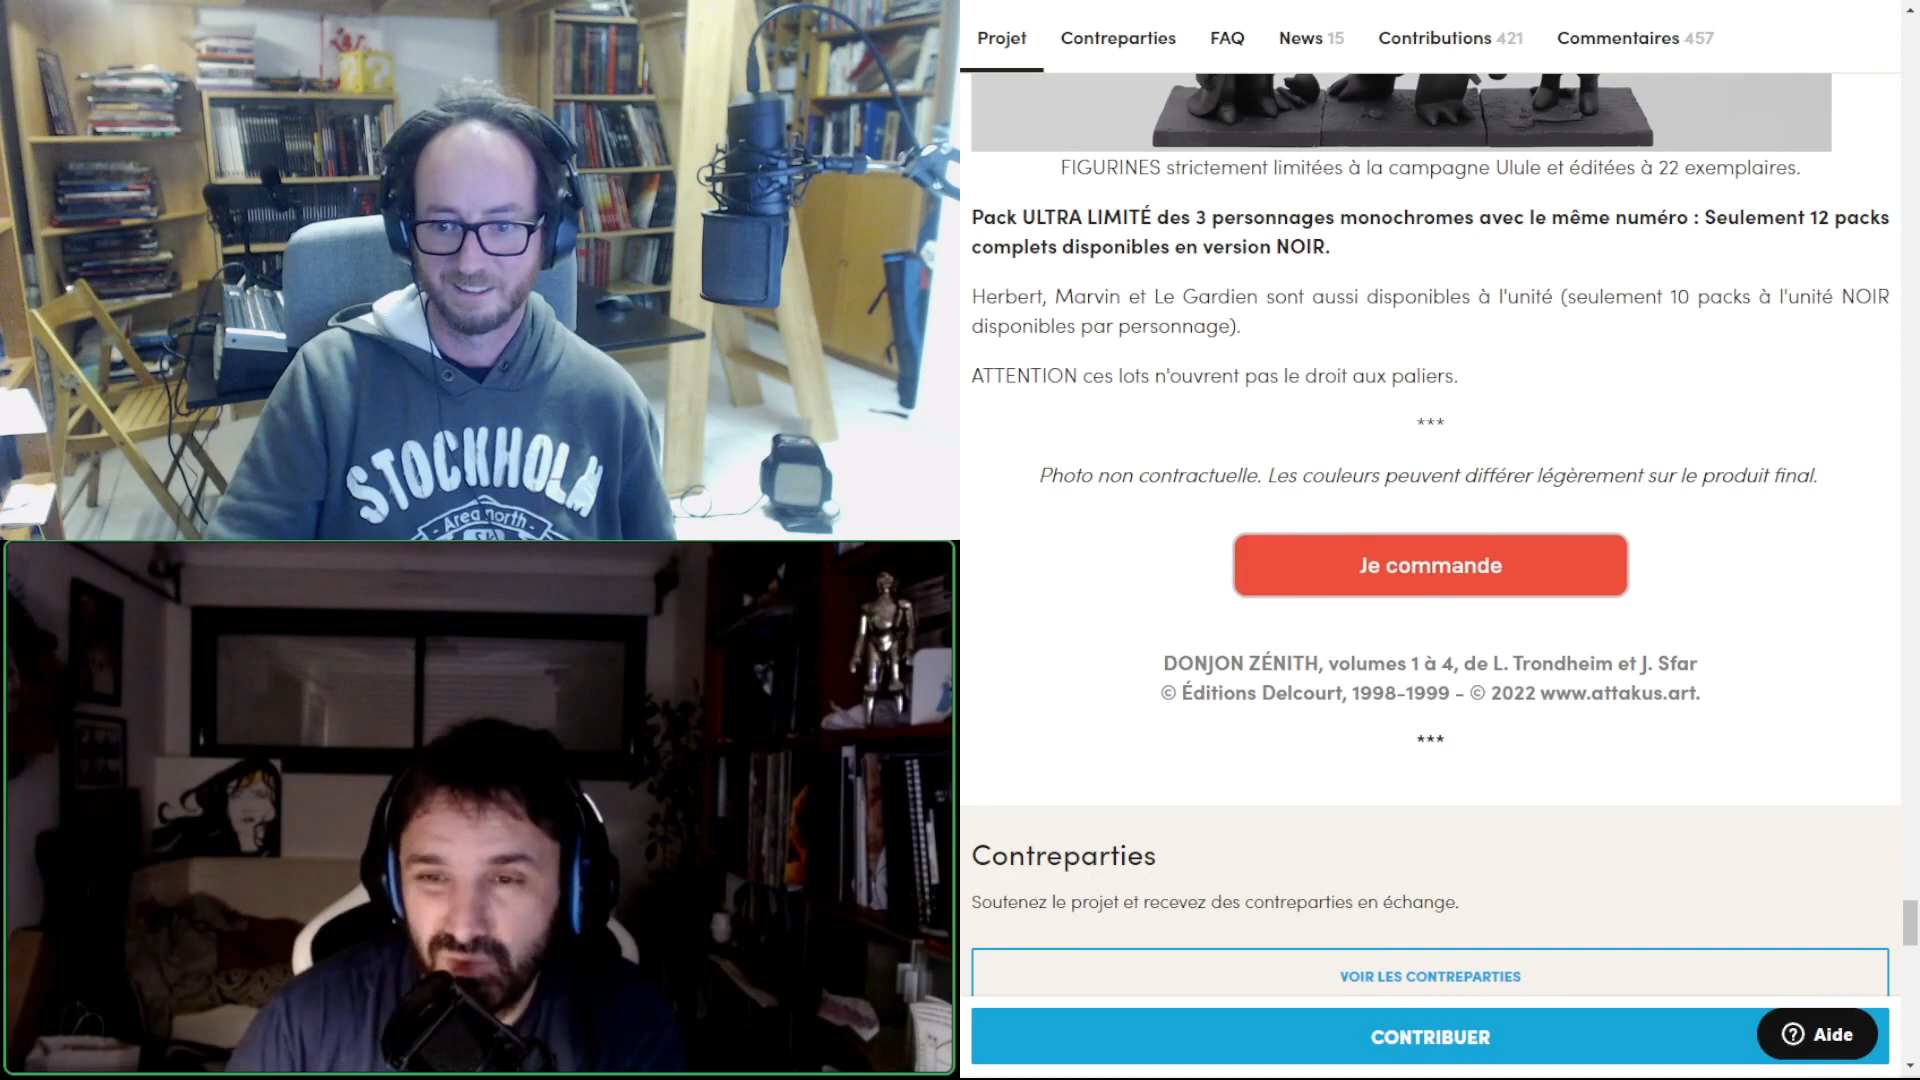 STOCKHOLM
- Area north -
Projet Contreparties FAQ News 15 Contributions 421 Commentaires 457
FIGURINES strictement limitées à la campagne Ulule et éditées à 22 exemplaires.
Pack ULTRA LIMITÉ des 3 personnages monochromes avec le même numéro : Seulement 12 packs
complets disponibles en version NOIR.
Herbert, Marvin et Le Gardien sont aussi disponibles à l'unité (seulement 10 packs à l'unité NOIR
disponibles par personnage).
ATTENTION ces lots n'ouvrent pas le droit aux paliers.
***
Photo non contractuelle. Les couleurs peuvent différer légèrement sur le produit final.
Je commande
DONJON ZÉNITH, volumes 1 à 4, de L. Trondheim et J. Sfar
© Éditions Delcourt, 1998-1999 - © 2022 www.attakus.art.
***
Contreparties
Soutenez le projet et recevez des contreparties en échange.
VOIR LES CONTREPARTIES
CONTRIBUER
Aide